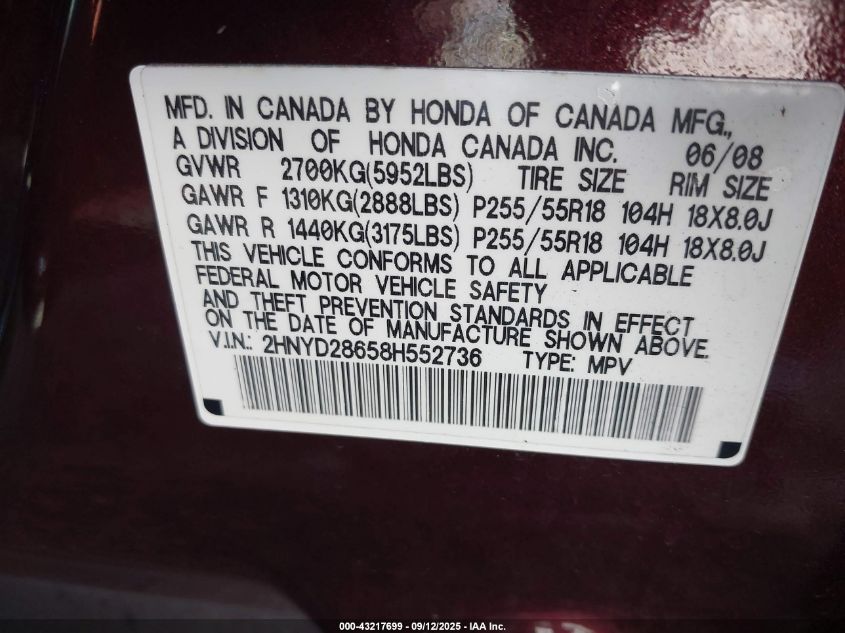 MFD. IN CANADA BY HONDA OF CANADA MFG.,
A DIVISION OF HONDA CANADA INC. 06/08
GVWR 2700KG(5952LBS) TIRE SIZE RIM SIZE
GAWR F 1310KG(2888LBS) P255/55R18 104H 18X8.0J
GAWR R 1440KG(3175LBS) P255/55R18 104H 18X8.0J
THIS VEHICLE CONFORMS TO ALL APPLICABLE
FEDERAL MOTOR VEHICLE SAFETY
AND THEFT PREVENTION STANDARDS IN EFFECT
ON THE DATE OF MANUFACTURE SHOWN ABOVE.
V.I.N.: 2HNYD28658H552736 TYPE: MPV
000-43217699 - 09/12/2025 - IAA Inc.